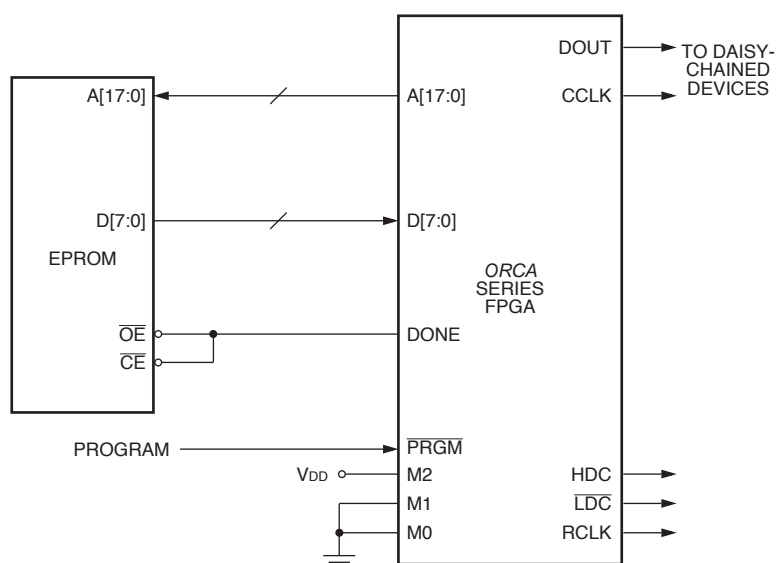 DOUT
TO DAISY-
CHAINED
DEVICES
A[17:0]
A[17:0]
CCLK
D[7:0]
D[7:0]
EPROM
ORCA
SERIES
FPGA
OE
DONE
CE
PROGRAM
PRGM
VDD
M2
HDC
M1
LDC
M0
RCLK